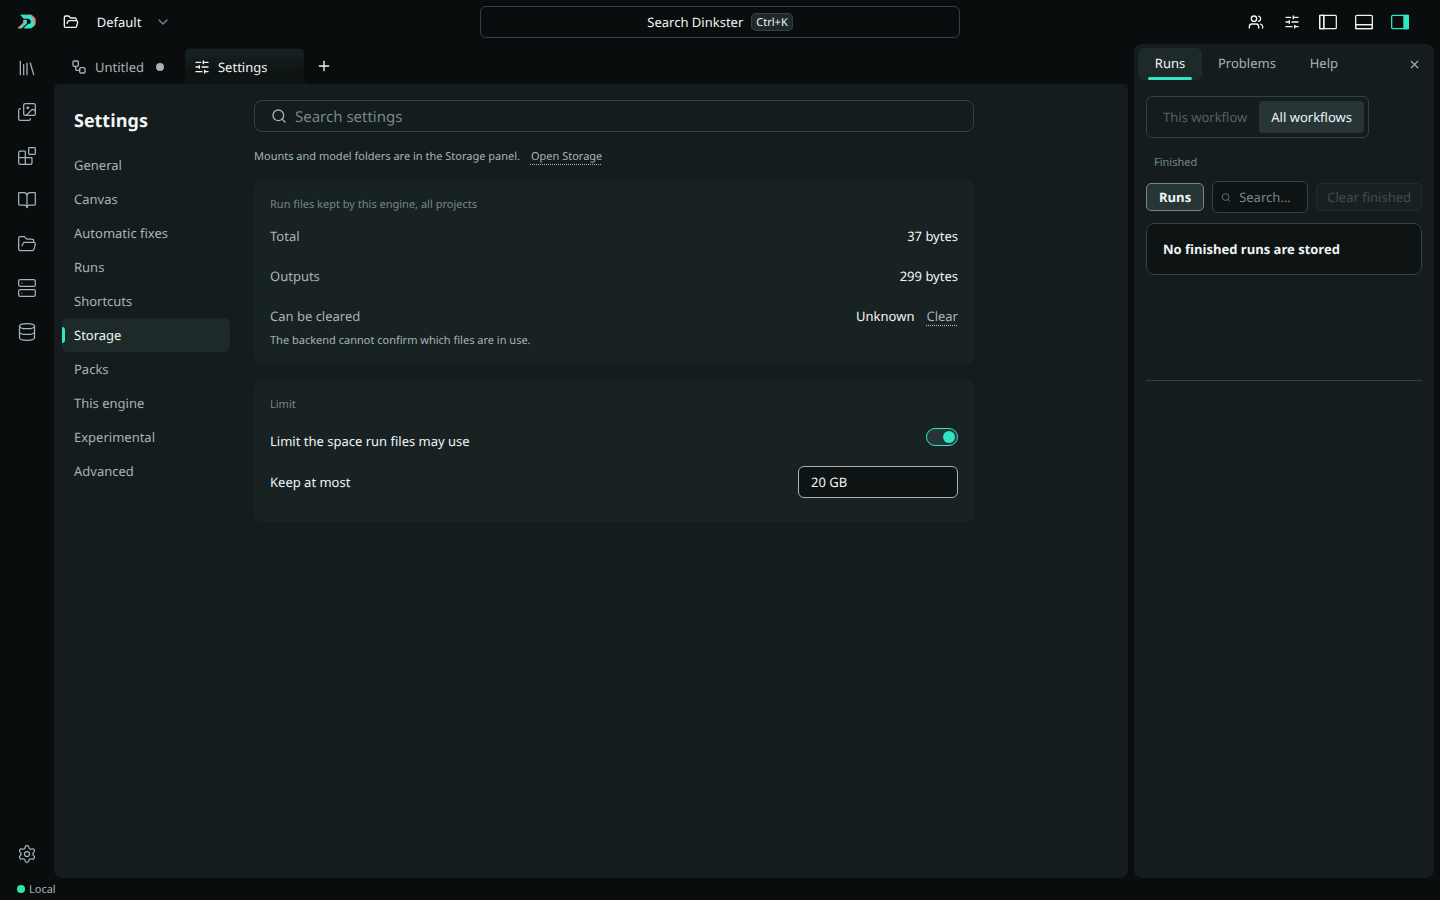 Default
Search Dinkster Ctrl+K
Untitled
Settings
Settings
General
Canvas
Automatic fixes
Runs
Shortcuts
Storage
Packs
This engine
Experimental
Advanced
Search settings
Mounts and model folders are in the Storage panel. Open Storage
Run files kept by this engine, all projects
Total 37 bytes
Outputs 299 bytes
Can be cleared Unknown Clear
The backend cannot confirm which files are in use.
Limit
Limit the space run files may use
Keep at most 20 GB
Runs Problems Help
This workflow All workflows
Finished
Runs Search... Clear finished
No finished runs are stored
Local